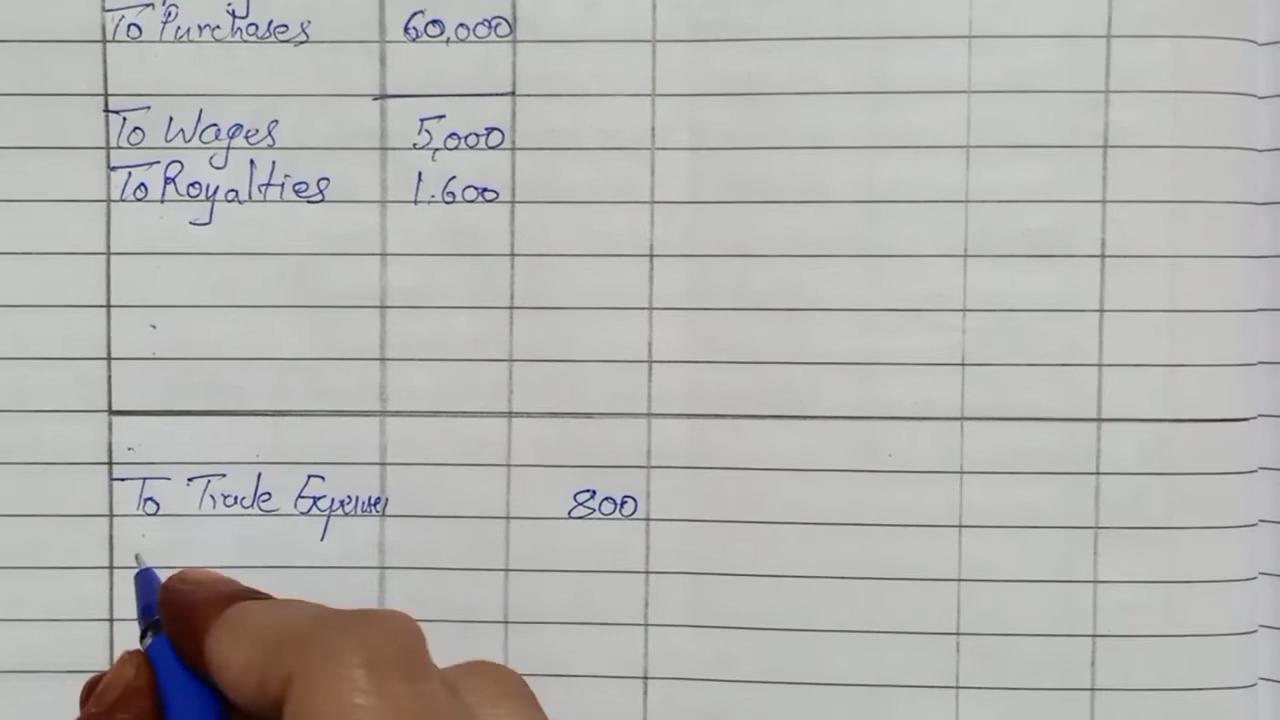 To Purchases 60,000
To Wages 5,000
To Royalties 1.600
To Trade Expenses 800